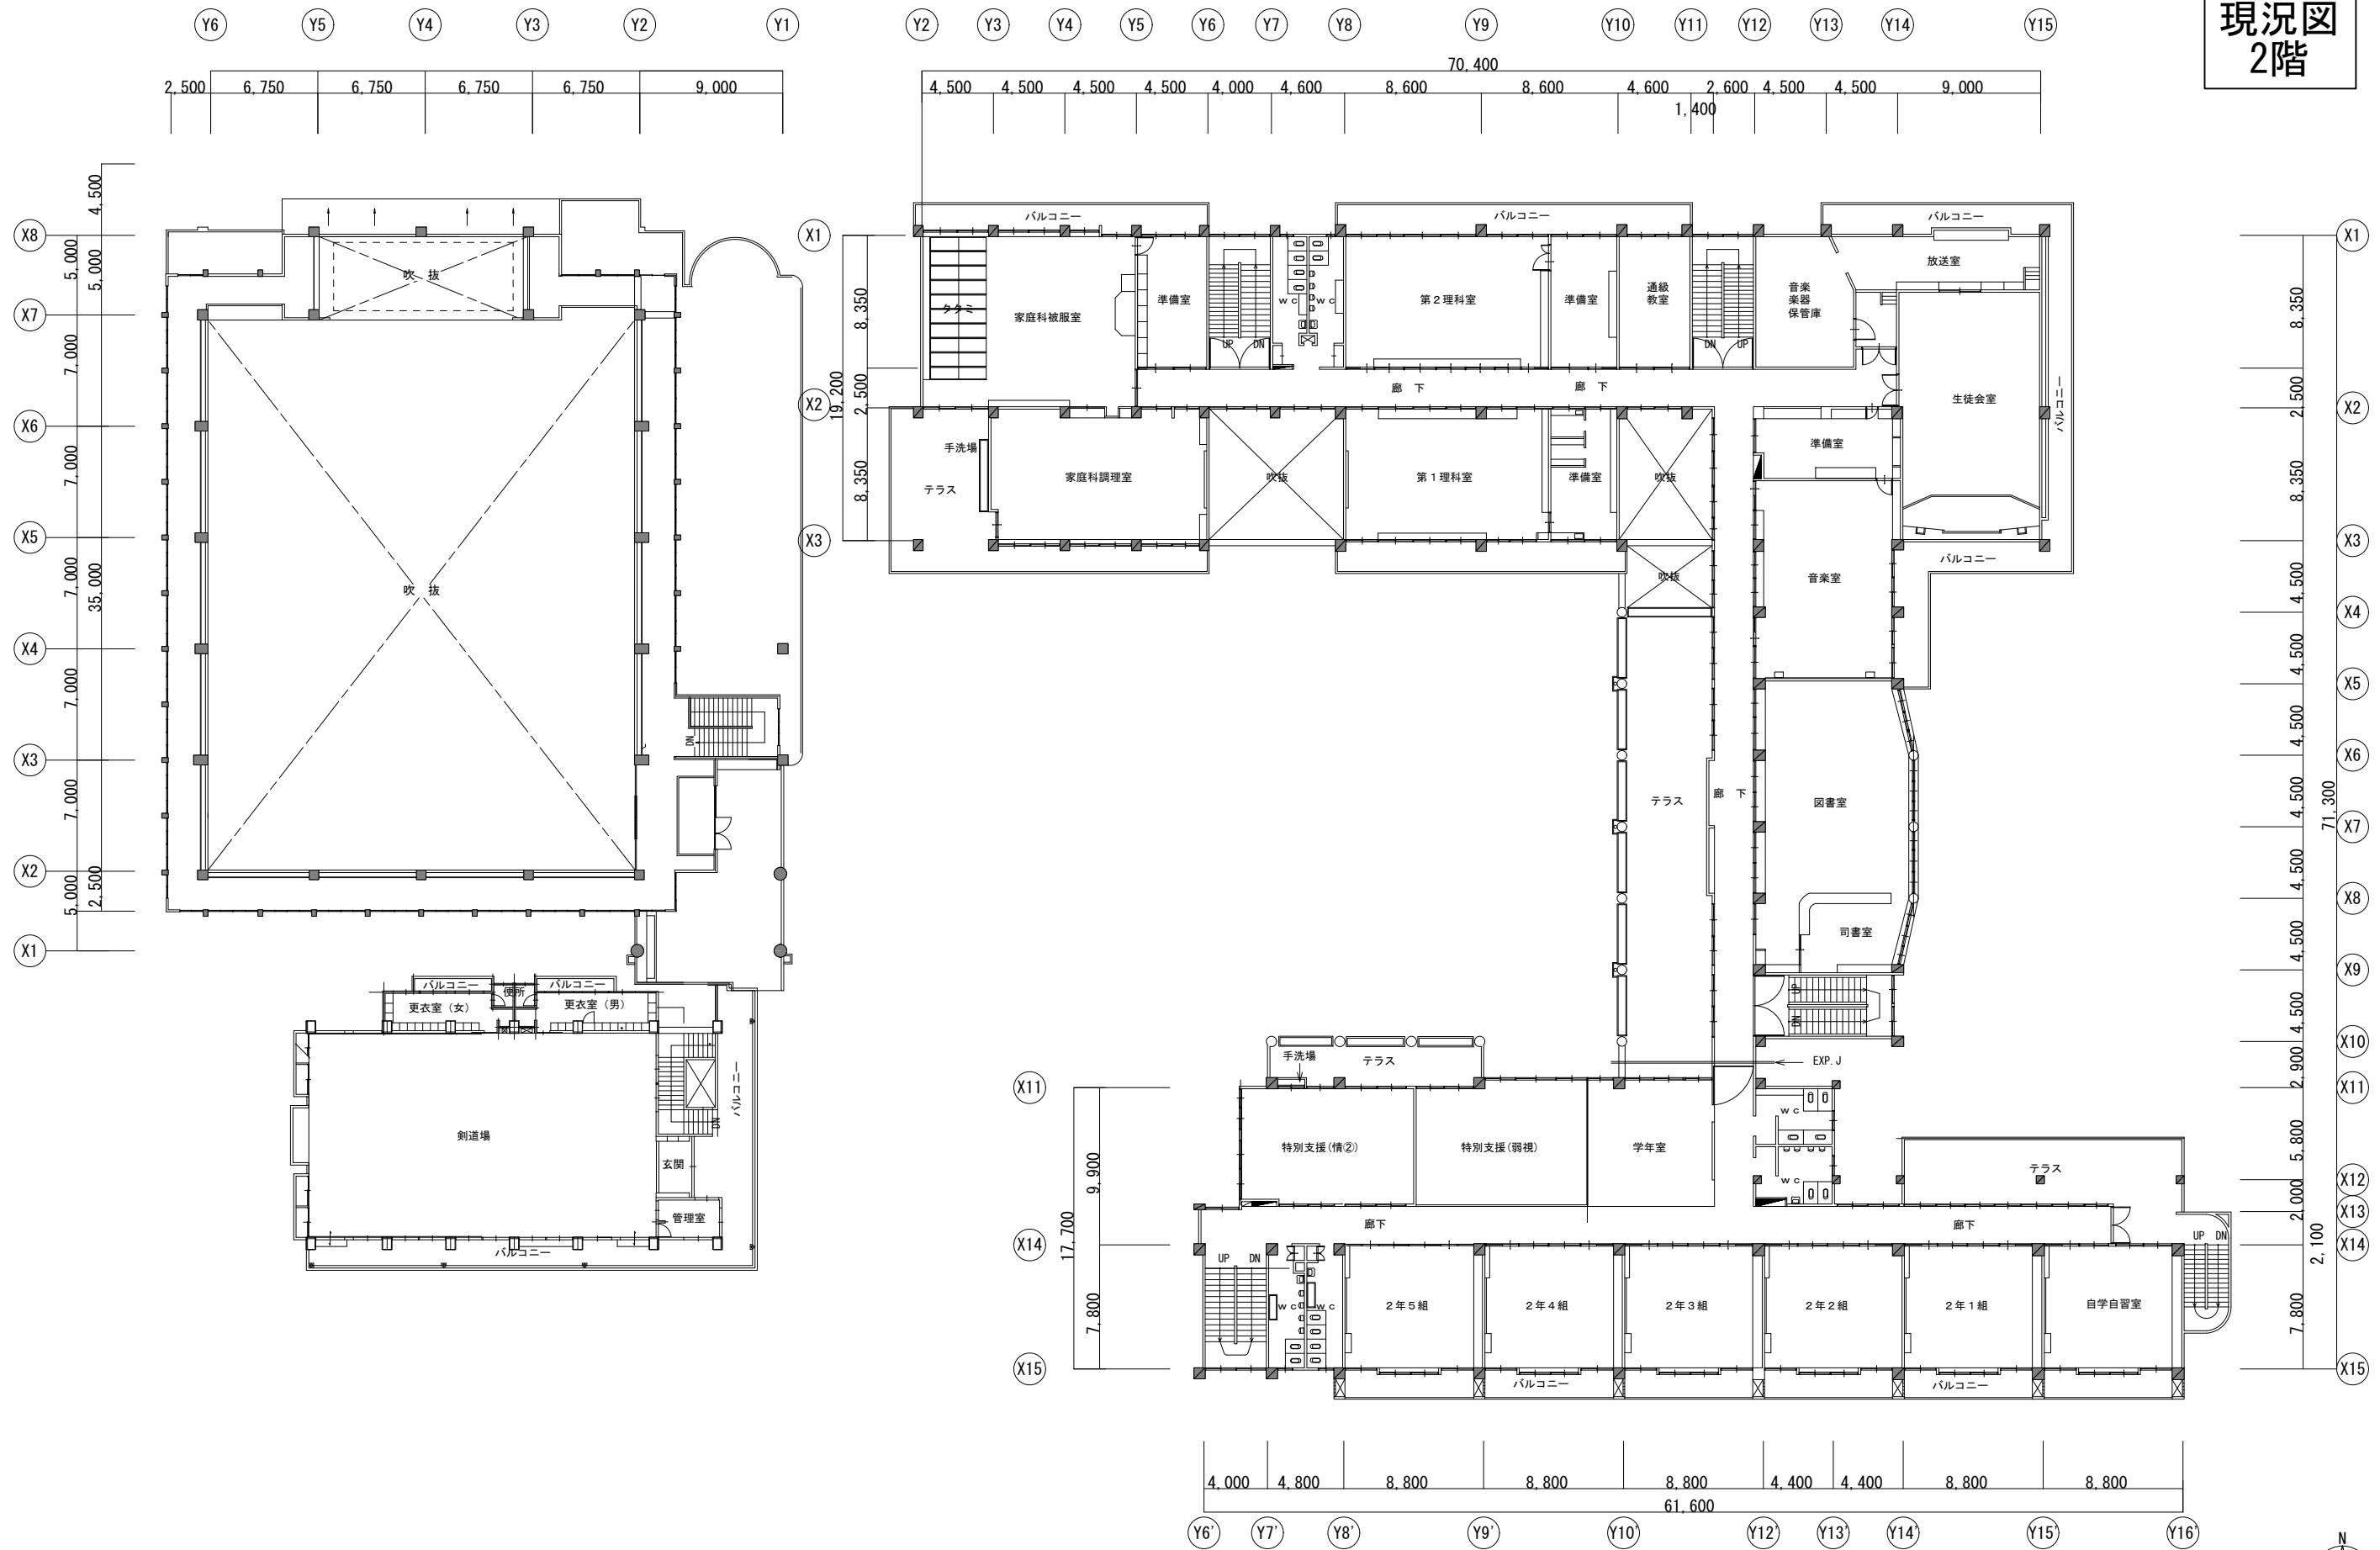 現況図
2階
Y6 Y5 Y4 Y3 Y2 Y1 Y2 Y3 Y4 Y5 Y6 Y7 Y8 Y9 Y10 Y11 Y12 Y13 Y14 Y15
70,400
2,500 6,750 6,750 6,750 6,750 9,000 4,500 4,500 4,500 4,500 4,000 4,600 8,600 8,600 4,600 2,600 4,500 4,500 9,000
1,400
X8
X7
X6
X5
X4
X3
X2
X1
5,000
7,000
7,000
7,000
7,000
7,000
5,000
4,500
5,000
35,000
2,500
吹 抜
吹 抜
DN
バルコニー
便所
バルコニー
更衣室(女)
更衣室(男)
剣道場
バルコニー
DN
玄関
管理室
バルコニー
X1
X2
X3
8,350
2,500
8,350
19,200
バルコニー
バルコニー
バルコニー
タタミ
家庭科被服室
準備室
UP DN
wc wc
第2理科室
準備室
通級
教室
DN UP
音楽
楽器
保管庫
放送室
廊 下
廊 下
生徒会室
バルコニー
手洗場
テラス
家庭科調理室
吹抜
第1理科室
準備室
吹抜
準備室
吹抜
音楽室
バルコニー
テラス
廊 下
図書室
司書室
UP
DN
EXP.J
手洗場
テラス
wc
特別支援(情②)
特別支援(弱視)
学年室
wc
テラス
廊下
廊下
UP DN
wc wc
2年5組
2年4組
2年3組
2年2組
2年1組
自学自習室
UP DN
バルコニー
バルコニー
X11
X14
X15
9,900
7,800
17,700
X1
X2
X3
X4
X5
X6
X7
X8
X9
X10
X11
X12
X13
X14
X15
8,350
2,500
8,350
4,500
4,500
4,500
4,500
4,500
4,500
4,500
2,900
5,800
2,000
2,100
7,800
71,300
4,000 4,800 8,800 8,800 8,800 4,400 4,400 8,800 8,800
61,600
Y6' Y7' Y8' Y9' Y10' Y12' Y13' Y14' Y15' Y16'
N